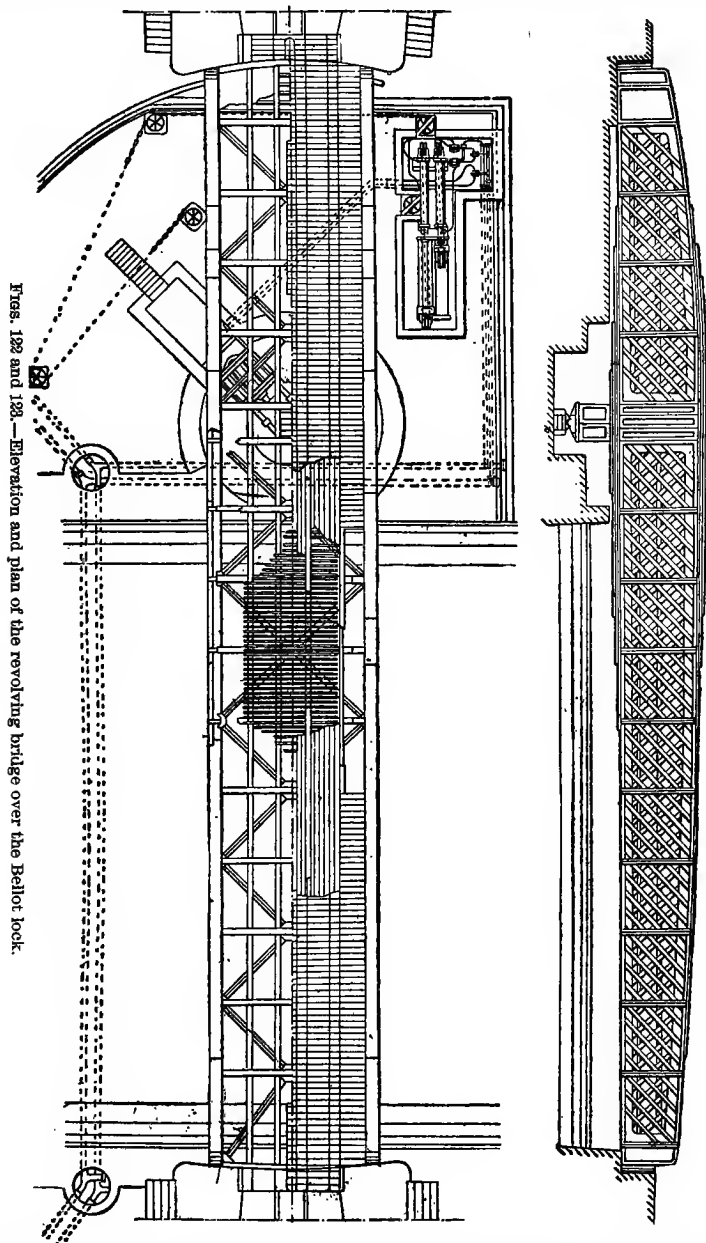 FIGS. 122 and 123.—Elevation and plan of the revolving bridge over the Bellot lock.